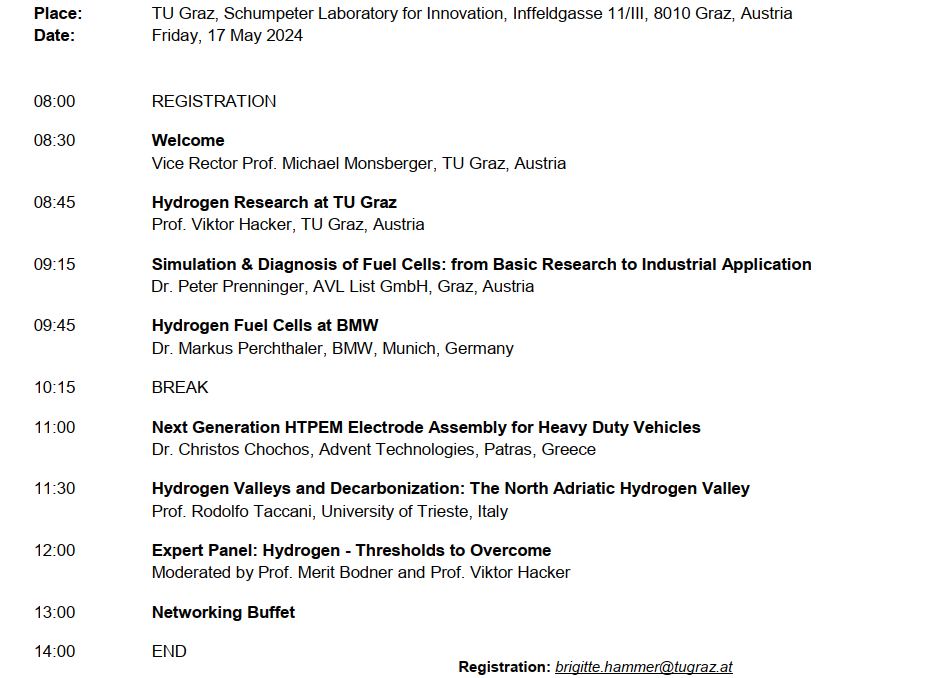 Place: TU Graz, Schumpeter Laboratory for Innovation, Inffeldgasse 11/III, 8010 Graz, Austria
Date: Friday, 17 May 2024
08:00 REGISTRATION
08:30 Welcome
Vice Rector Prof. Michael Monsberger, TU Graz, Austria
08:45 Hydrogen Research at TU Graz
Prof. Viktor Hacker, TU Graz, Austria
09:15 Simulation & Diagnosis of Fuel Cells: from Basic Research to Industrial Application
Dr. Peter Prenninger, AVL List GmbH, Graz, Austria
09:45 Hydrogen Fuel Cells at BMW
Dr. Markus Perchthaler, BMW, Munich, Germany
10:15 BREAK
11:00 Next Generation HTPEM Electrode Assembly for Heavy Duty Vehicles
Dr. Christos Chochos, Advent Technologies, Patras, Greece
11:30 Hydrogen Valleys and Decarbonization: The North Adriatic Hydrogen Valley
Prof. Rodolfo Taccani, University of Trieste, Italy
12:00 Expert Panel: Hydrogen - Thresholds to Overcome
Moderated by Prof. Merit Bodner and Prof. Viktor Hacker
13:00 Networking Buffet
14:00 END
Registration: brigitte.hammer@tugraz.at